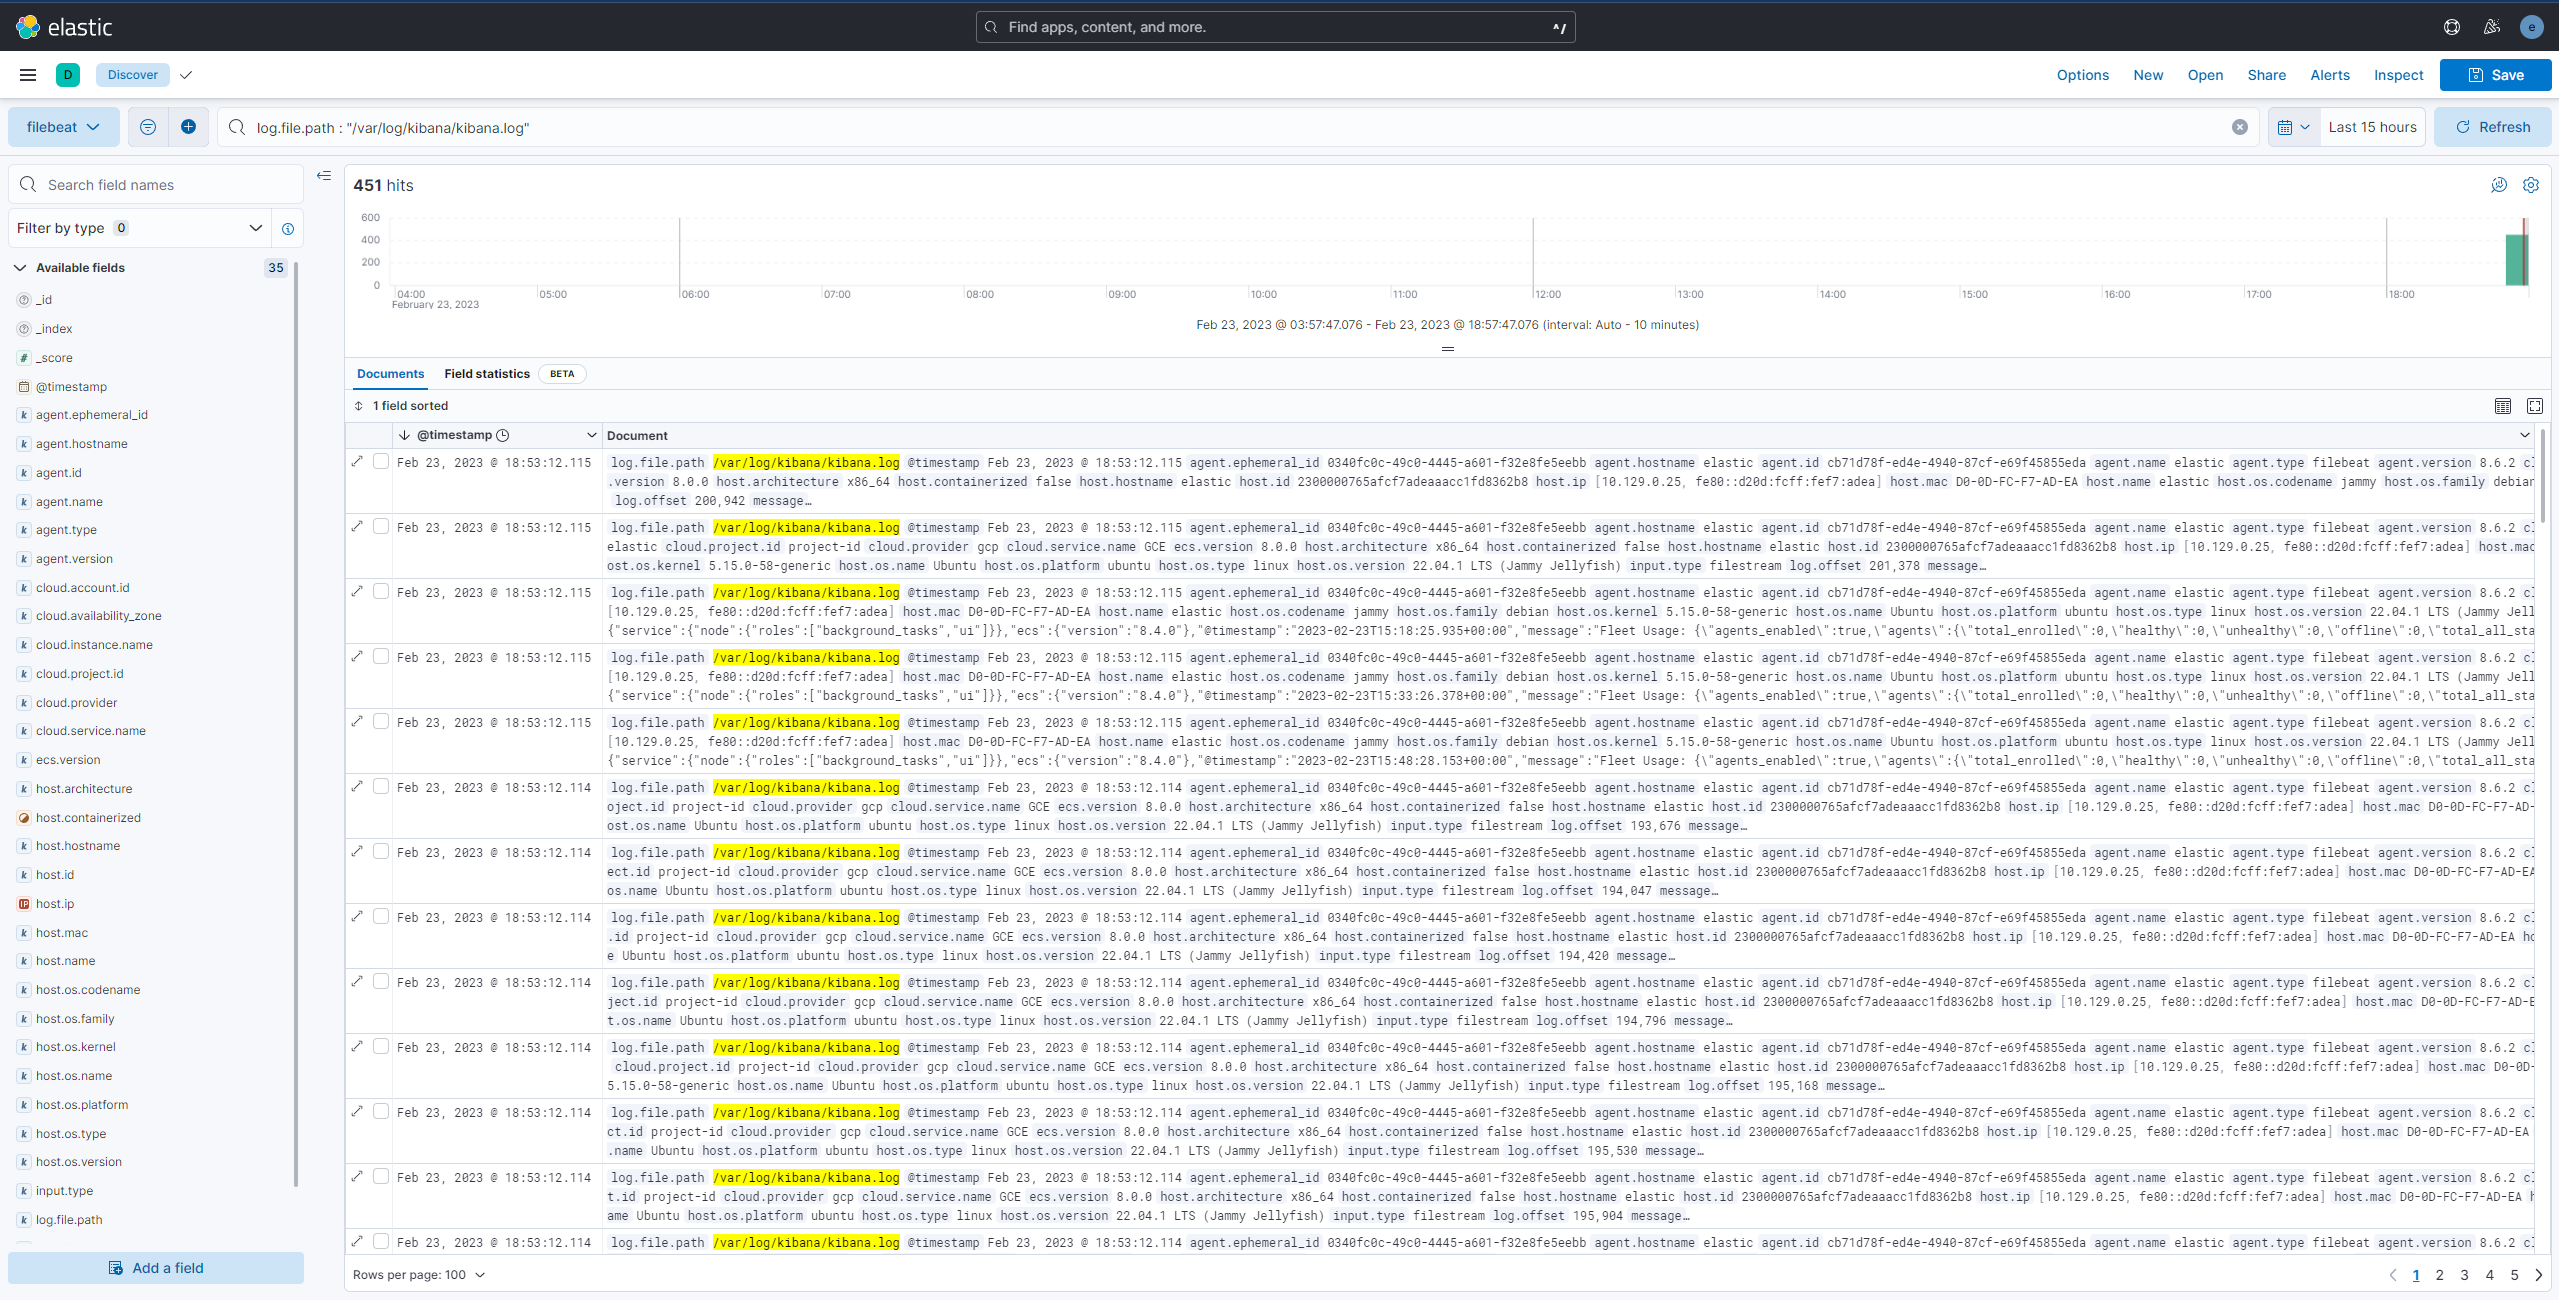 elastic
Find apps, content, and more.
^/
e
D
Discover
Options
New
Open
Share
Alerts
Inspect
Save
filebeat
log.file.path : "/var/log/kibana/kibana.log"
Last 15 hours
Refresh
Search field names
Filter by type 0
Available fields 35
_id
_index
_score
@timestamp
agent.ephemeral_id
agent.hostname
agent.id
agent.name
agent.type
agent.version
cloud.account.id
cloud.availability_zone
cloud.instance.name
cloud.project.id
cloud.provider
cloud.service.name
ecs.version
host.architecture
host.containerized
host.hostname
host.id
host.ip
host.mac
host.name
host.os.codename
host.os.family
host.os.kernel
host.os.name
host.os.platform
host.os.type
host.os.version
input.type
log.file.path
Add a field
451 hits
600
400
200
0
04:00 05:00 06:00 07:00 08:00 09:00 10:00 11:00 12:00 13:00 14:00 15:00 16:00 17:00 18:00
February 23, 2023
Feb 23, 2023 @ 03:57:47.076 - Feb 23, 2023 @ 18:57:47.076 (interval: Auto - 10 minutes)
Documents
Field statistics BETA
1 field sorted
@timestamp Document
Feb 23, 2023 @ 18:53:12.115 log.file.path /var/log/kibana/kibana.log @timestamp Feb 23, 2023 @ 18:53:12.115 agent.ephemeral_id 0340fc0c-49c0-4445-a601-f32e8fe5eebb agent.hostname elastic agent.id cb71d78f-ed4e-4940-87cf-e69f45855eda agent.name elastic agent.type filebeat agent.version 8.6.2 cl
.version 8.0.0 host.architecture x86_64 host.containerized false host.hostname elastic host.id 2300000765afcf7adeaaacc1fd8362b8 host.ip [10.129.0.25, fe80::d20d:fcff:fef7:adea] host.mac D0-0D-FC-F7-AD-EA host.name elastic host.os.codename jammy host.os.family debian
log.offset 200,942 message…
Feb 23, 2023 @ 18:53:12.115 log.file.path /var/log/kibana/kibana.log @timestamp Feb 23, 2023 @ 18:53:12.115 agent.ephemeral_id 0340fc0c-49c0-4445-a601-f32e8fe5eebb agent.hostname elastic agent.id cb71d78f-ed4e-4940-87cf-e69f45855eda agent.name elastic agent.type filebeat agent.version 8.6.2 cl
elastic cloud.project.id project-id cloud.provider gcp cloud.service.name GCE ecs.version 8.0.0 host.architecture x86_64 host.containerized false host.hostname elastic host.id 2300000765afcf7adeaaacc1fd8362b8 host.ip [10.129.0.25, fe80::d20d:fcff:fef7:adea] host.mac
ost.os.kernel 5.15.0-58-generic host.os.name Ubuntu host.os.platform ubuntu host.os.type linux host.os.version 22.04.1 LTS (Jammy Jellyfish) input.type filestream log.offset 201,378 message…
Feb 23, 2023 @ 18:53:12.115 log.file.path /var/log/kibana/kibana.log @timestamp Feb 23, 2023 @ 18:53:12.115 agent.ephemeral_id 0340fc0c-49c0-4445-a601-f32e8fe5eebb agent.hostname elastic agent.id cb71d78f-ed4e-4940-87cf-e69f45855eda agent.name elastic agent.type filebeat agent.version 8.6.2 cl
[10.129.0.25, fe80::d20d:fcff:fef7:adea] host.mac D0-0D-FC-F7-AD-EA host.name elastic host.os.codename jammy host.os.family debian host.os.kernel 5.15.0-58-generic host.os.name Ubuntu host.os.platform ubuntu host.os.type linux host.os.version 22.04.1 LTS (Jammy Jell
{"service":{"node":{"roles":["background_tasks","ui"]}},"ecs":{"version":"8.4.0"},"@timestamp":"2023-02-23T15:18:25.935+00:00","message":"Fleet Usage: {\"agents_enabled\":true,\"agents\":{\"total_enrolled\":0,\"healthy\":0,\"unhealthy\":0,\"offline\":0,\"total_all_sta
Feb 23, 2023 @ 18:53:12.115 log.file.path /var/log/kibana/kibana.log @timestamp Feb 23, 2023 @ 18:53:12.115 agent.ephemeral_id 0340fc0c-49c0-4445-a601-f32e8fe5eebb agent.hostname elastic agent.id cb71d78f-ed4e-4940-87cf-e69f45855eda agent.name elastic agent.type filebeat agent.version 8.6.2 cl
[10.129.0.25, fe80::d20d:fcff:fef7:adea] host.mac D0-0D-FC-F7-AD-EA host.name elastic host.os.codename jammy host.os.family debian host.os.kernel 5.15.0-58-generic host.os.name Ubuntu host.os.platform ubuntu host.os.type linux host.os.version 22.04.1 LTS (Jammy Jell
{"service":{"node":{"roles":["background_tasks","ui"]}},"ecs":{"version":"8.4.0"},"@timestamp":"2023-02-23T15:33:26.378+00:00","message":"Fleet Usage: {\"agents_enabled\":true,\"agents\":{\"total_enrolled\":0,\"healthy\":0,\"unhealthy\":0,\"offline\":0,\"total_all_sta
Feb 23, 2023 @ 18:53:12.115 log.file.path /var/log/kibana/kibana.log @timestamp Feb 23, 2023 @ 18:53:12.115 agent.ephemeral_id 0340fc0c-49c0-4445-a601-f32e8fe5eebb agent.hostname elastic agent.id cb71d78f-ed4e-4940-87cf-e69f45855eda agent.name elastic agent.type filebeat agent.version 8.6.2 cl
[10.129.0.25, fe80::d20d:fcff:fef7:adea] host.mac D0-0D-FC-F7-AD-EA host.name elastic host.os.codename jammy host.os.family debian host.os.kernel 5.15.0-58-generic host.os.name Ubuntu host.os.platform ubuntu host.os.type linux host.os.version 22.04.1 LTS (Jammy Jell
{"service":{"node":{"roles":["background_tasks","ui"]}},"ecs":{"version":"8.4.0"},"@timestamp":"2023-02-23T15:48:28.153+00:00","message":"Fleet Usage: {\"agents_enabled\":true,\"agents\":{\"total_enrolled\":0,\"healthy\":0,\"unhealthy\":0,\"offline\":0,\"total_all_sta
Feb 23, 2023 @ 18:53:12.114 log.file.path /var/log/kibana/kibana.log @timestamp Feb 23, 2023 @ 18:53:12.114 agent.ephemeral_id 0340fc0c-49c0-4445-a601-f32e8fe5eebb agent.hostname elastic agent.id cb71d78f-ed4e-4940-87cf-e69f45855eda agent.name elastic agent.type filebeat agent.version 8.6.2 cl
oject.id project-id cloud.provider gcp cloud.service.name GCE ecs.version 8.0.0 host.architecture x86_64 host.containerized false host.hostname elastic host.id 2300000765afcf7adeaaacc1fd8362b8 host.ip [10.129.0.25, fe80::d20d:fcff:fef7:adea] host.mac D0-0D-FC-F7-AD-
ost.os.name Ubuntu host.os.platform ubuntu host.os.type linux host.os.version 22.04.1 LTS (Jammy Jellyfish) input.type filestream log.offset 193,676 message…
Feb 23, 2023 @ 18:53:12.114 log.file.path /var/log/kibana/kibana.log @timestamp Feb 23, 2023 @ 18:53:12.114 agent.ephemeral_id 0340fc0c-49c0-4445-a601-f32e8fe5eebb agent.hostname elastic agent.id cb71d78f-ed4e-4940-87cf-e69f45855eda agent.name elastic agent.type filebeat agent.version 8.6.2 cl
ect.id project-id cloud.provider gcp cloud.service.name GCE ecs.version 8.0.0 host.architecture x86_64 host.containerized false host.hostname elastic host.id 2300000765afcf7adeaaacc1fd8362b8 host.ip [10.129.0.25, fe80::d20d:fcff:fef7:adea] host.mac D0-0D-FC-F7-AD-EA
os.name Ubuntu host.os.platform ubuntu host.os.type linux host.os.version 22.04.1 LTS (Jammy Jellyfish) input.type filestream log.offset 194,047 message…
Feb 23, 2023 @ 18:53:12.114 log.file.path /var/log/kibana/kibana.log @timestamp Feb 23, 2023 @ 18:53:12.114 agent.ephemeral_id 0340fc0c-49c0-4445-a601-f32e8fe5eebb agent.hostname elastic agent.id cb71d78f-ed4e-4940-87cf-e69f45855eda agent.name elastic agent.type filebeat agent.version 8.6.2 cl
.id project-id cloud.provider gcp cloud.service.name GCE ecs.version 8.0.0 host.architecture x86_64 host.containerized false host.hostname elastic host.id 2300000765afcf7adeaaacc1fd8362b8 host.ip [10.129.0.25, fe80::d20d:fcff:fef7:adea] host.mac D0-0D-FC-F7-AD-EA ho
e Ubuntu host.os.platform ubuntu host.os.type linux host.os.version 22.04.1 LTS (Jammy Jellyfish) input.type filestream log.offset 194,420 message…
Feb 23, 2023 @ 18:53:12.114 log.file.path /var/log/kibana/kibana.log @timestamp Feb 23, 2023 @ 18:53:12.114 agent.ephemeral_id 0340fc0c-49c0-4445-a601-f32e8fe5eebb agent.hostname elastic agent.id cb71d78f-ed4e-4940-87cf-e69f45855eda agent.name elastic agent.type filebeat agent.version 8.6.2 cl
ject.id project-id cloud.provider gcp cloud.service.name GCE ecs.version 8.0.0 host.architecture x86_64 host.containerized false host.hostname elastic host.id 2300000765afcf7adeaaacc1fd8362b8 host.ip [10.129.0.25, fe80::d20d:fcff:fef7:adea] host.mac D0-0D-FC-F7-AD-E
t.os.name Ubuntu host.os.platform ubuntu host.os.type linux host.os.version 22.04.1 LTS (Jammy Jellyfish) input.type filestream log.offset 194,796 message…
Feb 23, 2023 @ 18:53:12.114 log.file.path /var/log/kibana/kibana.log @timestamp Feb 23, 2023 @ 18:53:12.114 agent.ephemeral_id 0340fc0c-49c0-4445-a601-f32e8fe5eebb agent.hostname elastic agent.id cb71d78f-ed4e-4940-87cf-e69f45855eda agent.name elastic agent.type filebeat agent.version 8.6.2 cl
cloud.project.id project-id cloud.provider gcp cloud.service.name GCE ecs.version 8.0.0 host.architecture x86_64 host.containerized false host.hostname elastic host.id 2300000765afcf7adeaaacc1fd8362b8 host.ip [10.129.0.25, fe80::d20d:fcff:fef7:adea] host.mac D0-0D-
5.15.0-58-generic host.os.name Ubuntu host.os.platform ubuntu host.os.type linux host.os.version 22.04.1 LTS (Jammy Jellyfish) input.type filestream log.offset 195,168 message…
Feb 23, 2023 @ 18:53:12.114 log.file.path /var/log/kibana/kibana.log @timestamp Feb 23, 2023 @ 18:53:12.114 agent.ephemeral_id 0340fc0c-49c0-4445-a601-f32e8fe5eebb agent.hostname elastic agent.id cb71d78f-ed4e-4940-87cf-e69f45855eda agent.name elastic agent.type filebeat agent.version 8.6.2 cl
ct.id project-id cloud.provider gcp cloud.service.name GCE ecs.version 8.0.0 host.architecture x86_64 host.containerized false host.hostname elastic host.id 2300000765afcf7adeaaacc1fd8362b8 host.ip [10.129.0.25, fe80::d20d:fcff:fef7:adea] host.mac D0-0D-FC-F7-AD-EA
.name Ubuntu host.os.platform ubuntu host.os.type linux host.os.version 22.04.1 LTS (Jammy Jellyfish) input.type filestream log.offset 195,530 message…
Feb 23, 2023 @ 18:53:12.114 log.file.path /var/log/kibana/kibana.log @timestamp Feb 23, 2023 @ 18:53:12.114 agent.ephemeral_id 0340fc0c-49c0-4445-a601-f32e8fe5eebb agent.hostname elastic agent.id cb71d78f-ed4e-4940-87cf-e69f45855eda agent.name elastic agent.type filebeat agent.version 8.6.2 cl
t.id project-id cloud.provider gcp cloud.service.name GCE ecs.version 8.0.0 host.architecture x86_64 host.containerized false host.hostname elastic host.id 2300000765afcf7adeaaacc1fd8362b8 host.ip [10.129.0.25, fe80::d20d:fcff:fef7:adea] host.mac D0-0D-FC-F7-AD-EA h
ame Ubuntu host.os.platform ubuntu host.os.type linux host.os.version 22.04.1 LTS (Jammy Jellyfish) input.type filestream log.offset 195,904 message…
Feb 23, 2023 @ 18:53:12.114 log.file.path /var/log/kibana/kibana.log @timestamp Feb 23, 2023 @ 18:53:12.114 agent.ephemeral_id 0340fc0c-49c0-4445-a601-f32e8fe5eebb agent.hostname elastic agent.id cb71d78f-ed4e-4940-87cf-e69f45855eda agent.name elastic agent.type filebeat agent.version 8.6.2 cl
Rows per page: 100
1 2 3 4 5